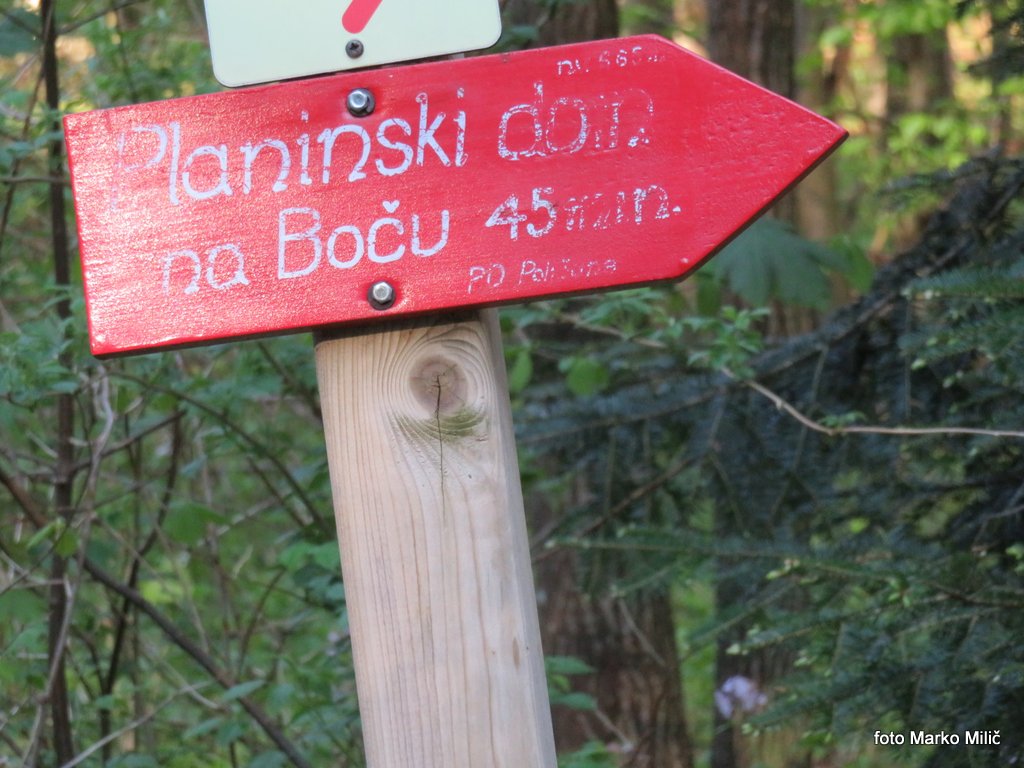 Planinski dom
na Boču 45 min.
PD Poljčane
foto Marko Milič